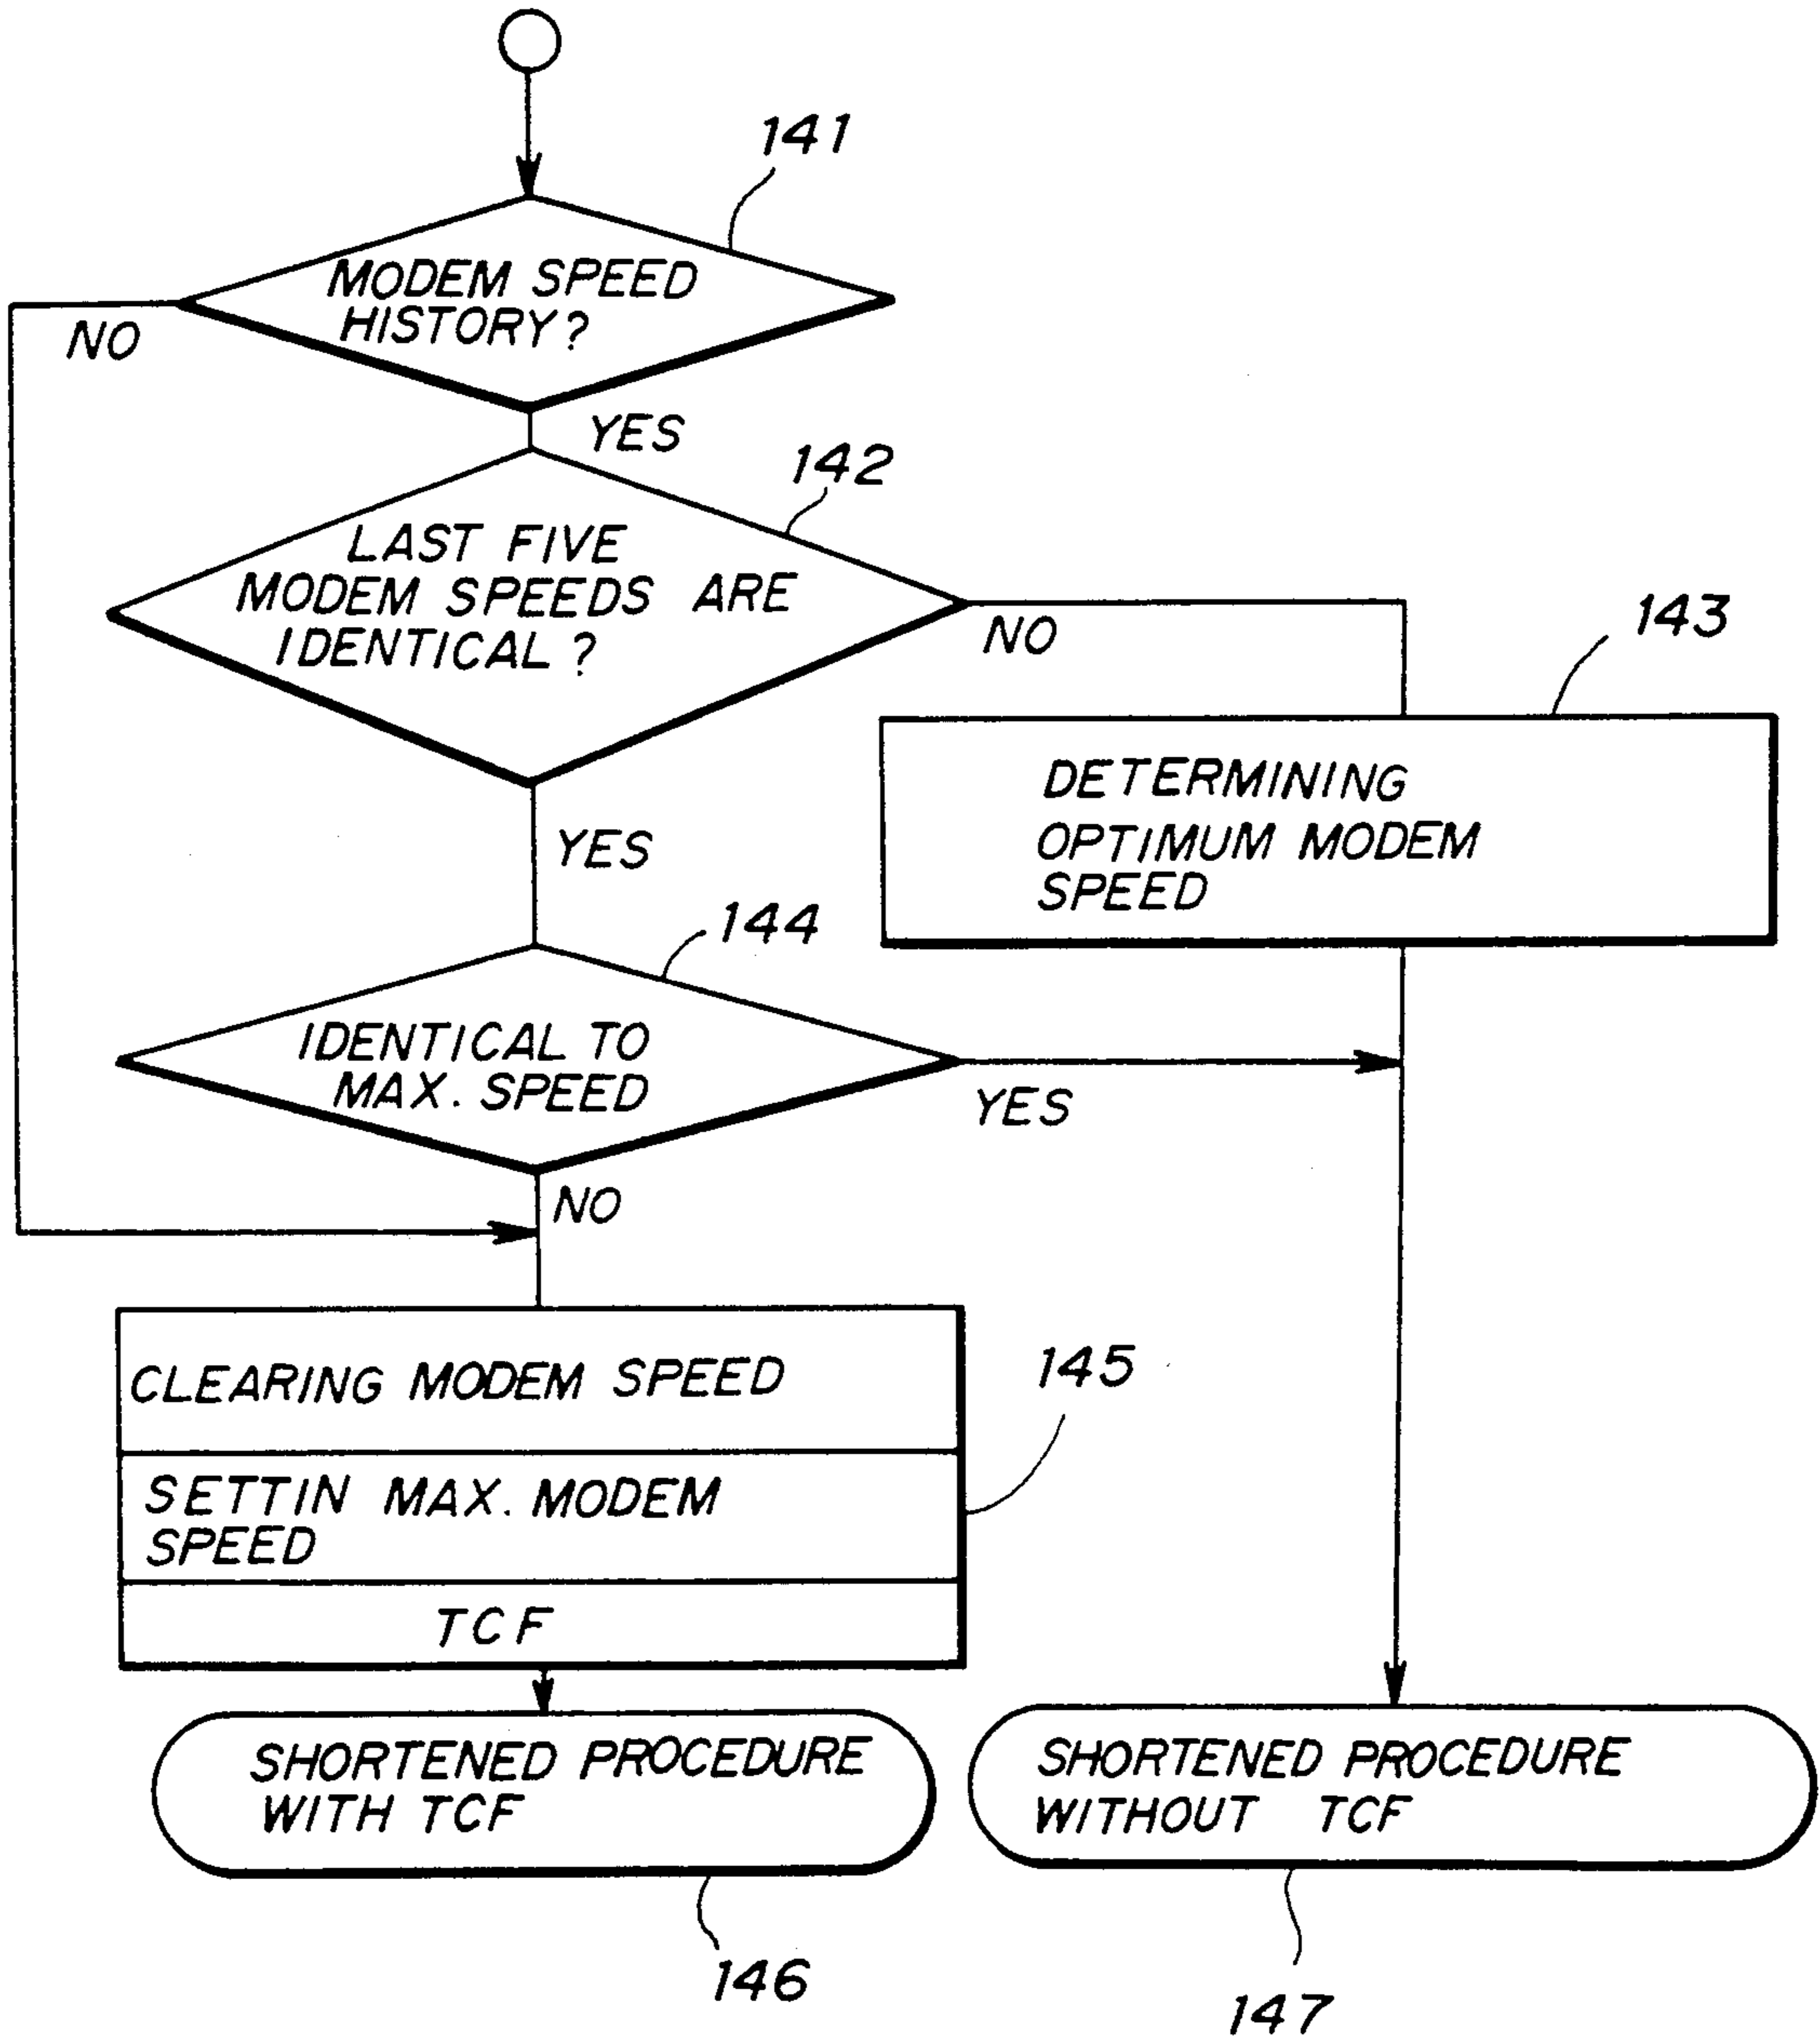 141
MODEM SPEED
HISTORY?
NO
YES
142
LAST FIVE
MODEM SPEEDS ARE
IDENTICAL?
NO
143
DETERMINING
OPTIMUM MODEM
SPEED
YES
144
IDENTICAL TO
MAX. SPEED
YES
NO
CLEARING MODEM SPEED
145
SETTIN MAX. MODEM
SPEED
TCF
SHORTENED PROCEDURE
WITH TCF
SHORTENED PROCEDURE
WITHOUT TCF
146
147